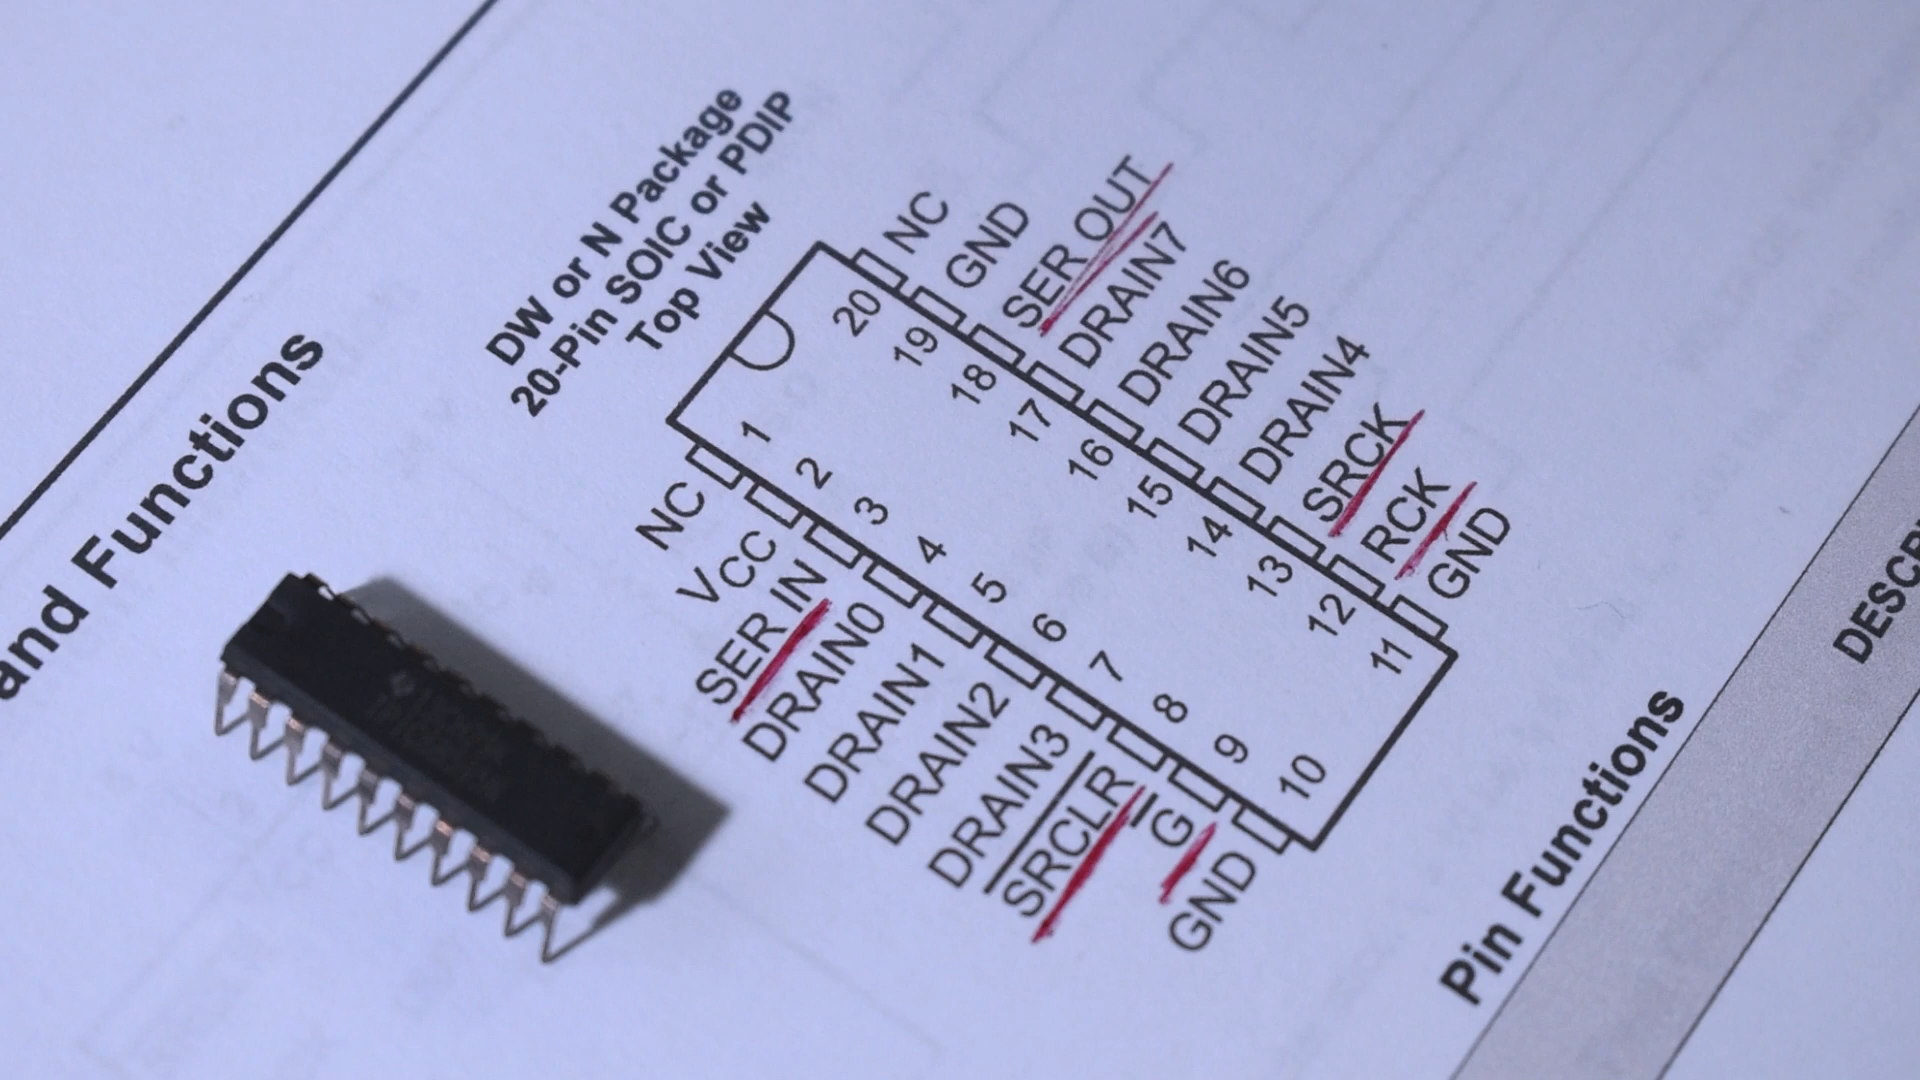 and Functions
DW or N Package
20-Pin SOIC or PDIP
Top View
NC 1 20 NC
VCC 2 19 GND
SER IN 3 18 SER OUT
DRAIN0 4 17 DRAIN7
DRAIN1 5 16 DRAIN6
DRAIN2 6 15 DRAIN5
DRAIN3 7 14 DRAIN4
SRCLR 8 13 SRCK
G 9 12 RCK
GND 10 11 GND
Pin Functions